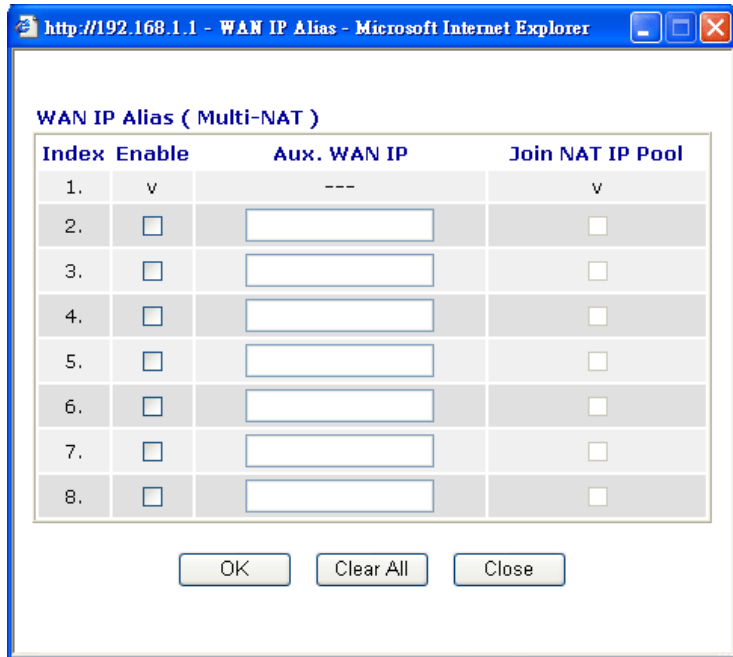 http://192.168.1.1 - WAN IP Alias - Microsoft Internet Explorer
WAN IP Alias ( Multi-NAT )
Index Enable Aux. WAN IP Join NAT IP Pool
1. v --- v
2.
3.
4.
5.
6.
7.
8.
OK Clear All Close